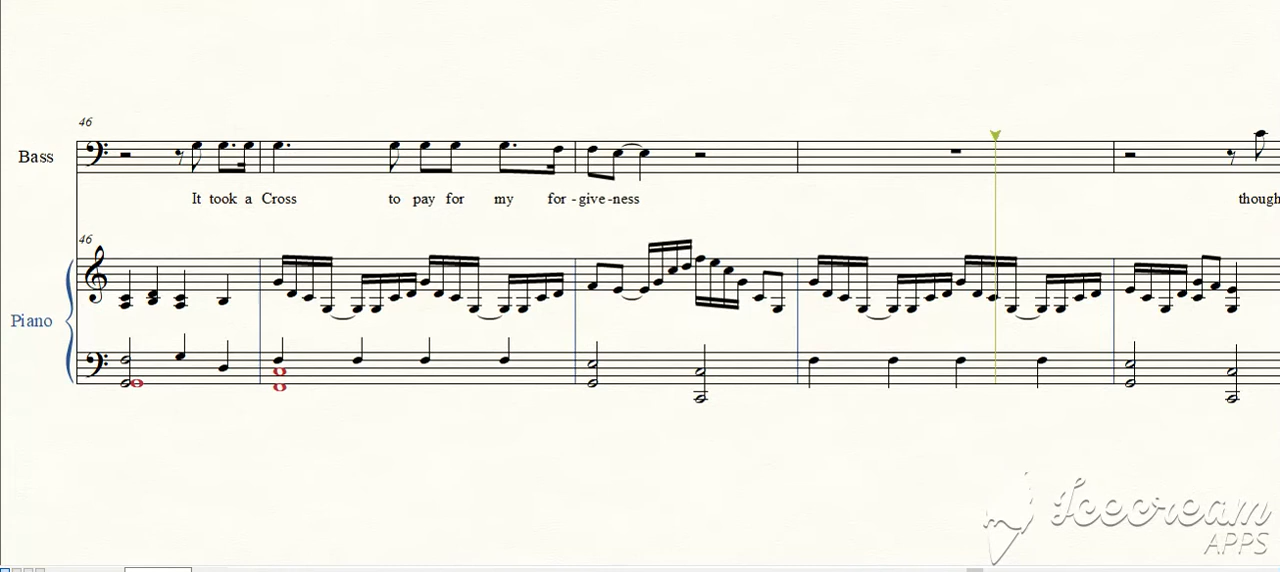 46
Bass
It took a Cross to pay for my for - give - ness though
46
Piano
Icecream
APPS